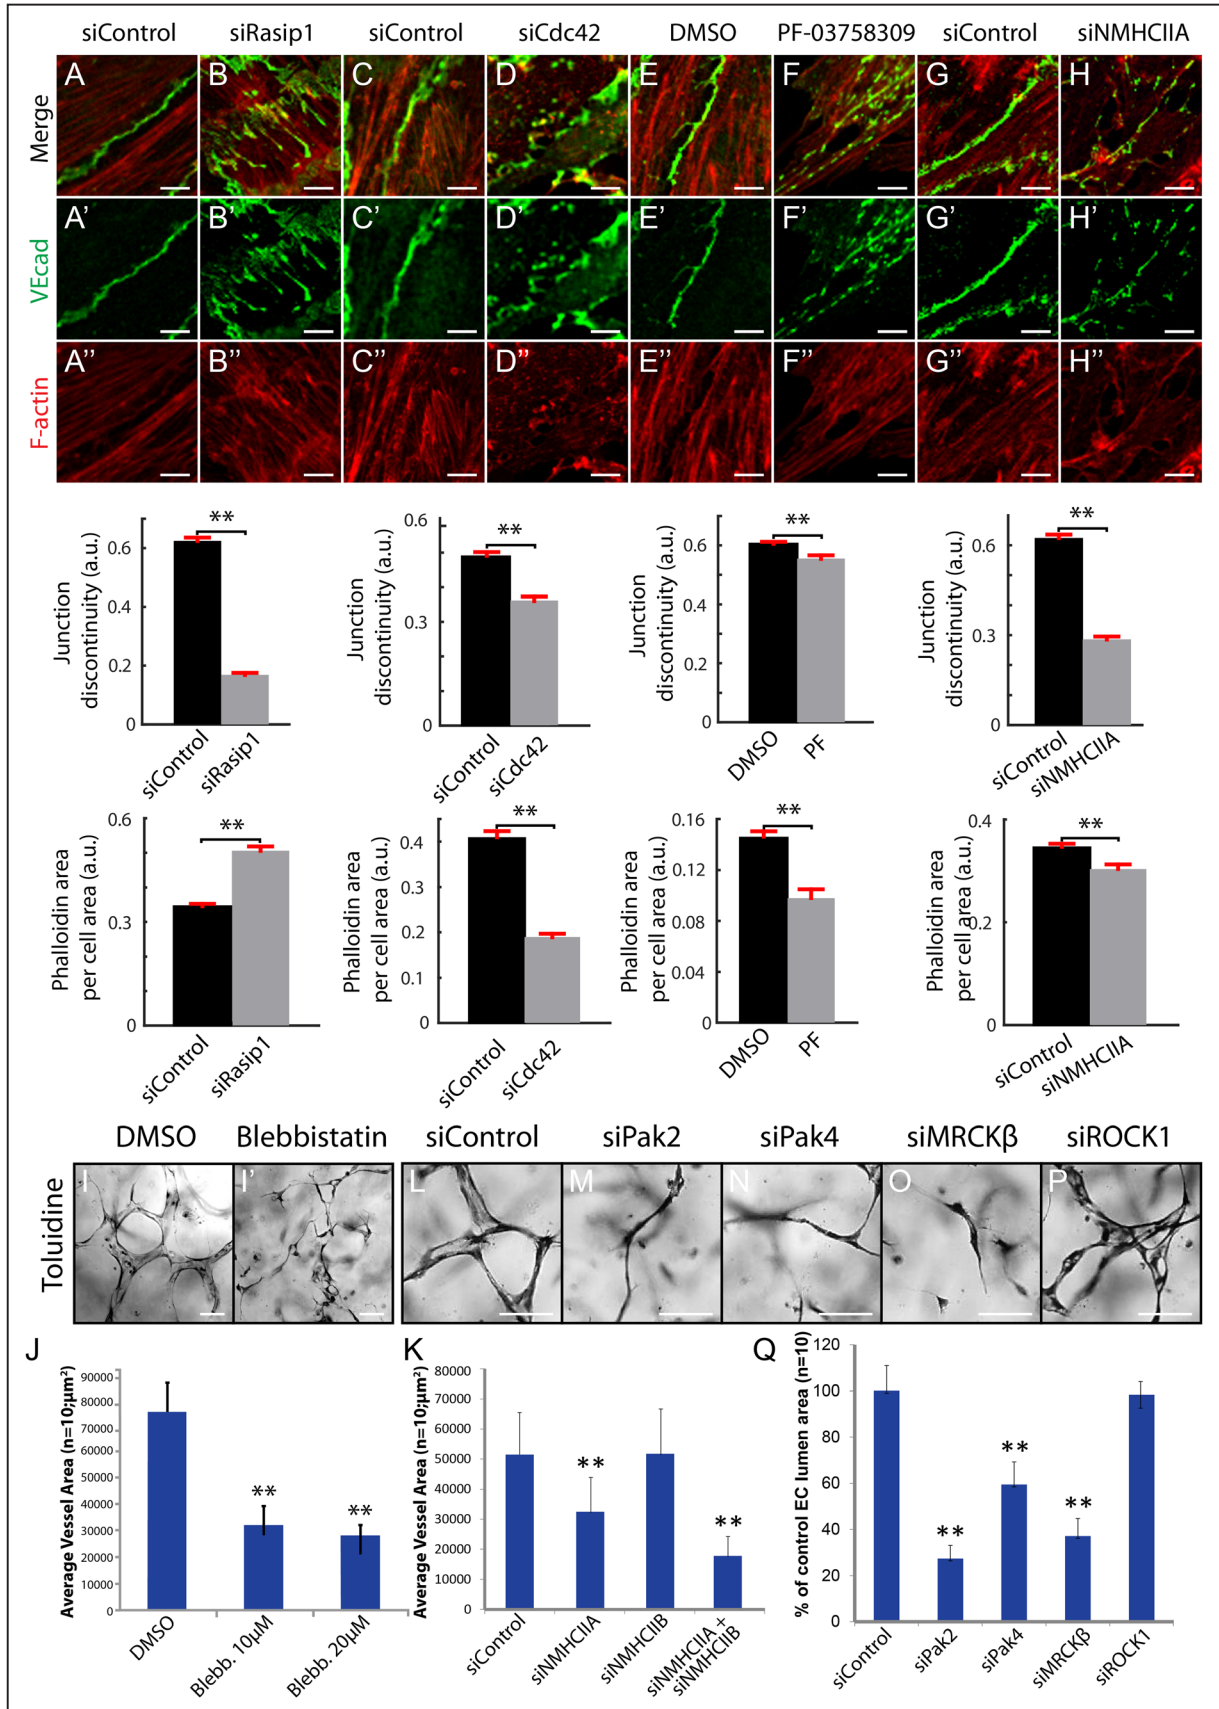 siControl siRasip1 siControl siCdc42 DMSO PF-03758309 siControl siNMHCIIA
Merge
A B C D E F G H
VEcad
A' B' C' D' E' F' G' H'
F-actin
A" B" C" D" E" F" G" H"
Junction
discontinuity (a.u.)
0.6
0.4
0.2
0
**
siControl
siRasip1
Junction
discontinuity (a.u.)
0.6
0.3
0
**
siControl
siCdc42
Junction
discontinuity (a.u.)
0.6
0.4
0.2
0
**
DMSO
PF
Junction
discontinuity (a.u.)
0.6
0.3
0
**
siControl
siNMHCIIA
Phalloidin area
per cell area (a.u.)
0.6
0.3
0
**
siControl
siRasip1
Phalloidin area
per cell area (a.u.)
0.4
0.4
0.2
0.1
0
**
siControl
siCdc42
Phalloidin area
per cell area (a.u.)
0.16
0.12
0.08
0.04
0
**
DMSO
PF
Phalloidin area
per cell area (a.u.)
0.4
0.2
0
**
siControl
siNMHCIIA
DMSO Blebbistatin siControl siPak2 siPak4 siMRCKβ siROCK1
Toluidine
I I' L M N O P
J
Average Vessel Area (n=10;µm²)
90000
80000
70000
60000
50000
40000
30000
20000
10000
0
** **
DMSO
Blebb. 10µM
Blebb. 20µM
K
Average Vessel Area (n=10;µm²)
80000
70000
60000
50000
40000
30000
20000
10000
0
** **
siControl
siNMHCIIA
siNMHCIIB
siNMHCIIA +
siNMHCIIB
Q
% of control EC lumen area (n=10)
120
100
80
60
40
20
0
** ** **
siControl
siPak2
siPak4
siMRCKβ
siROCK1